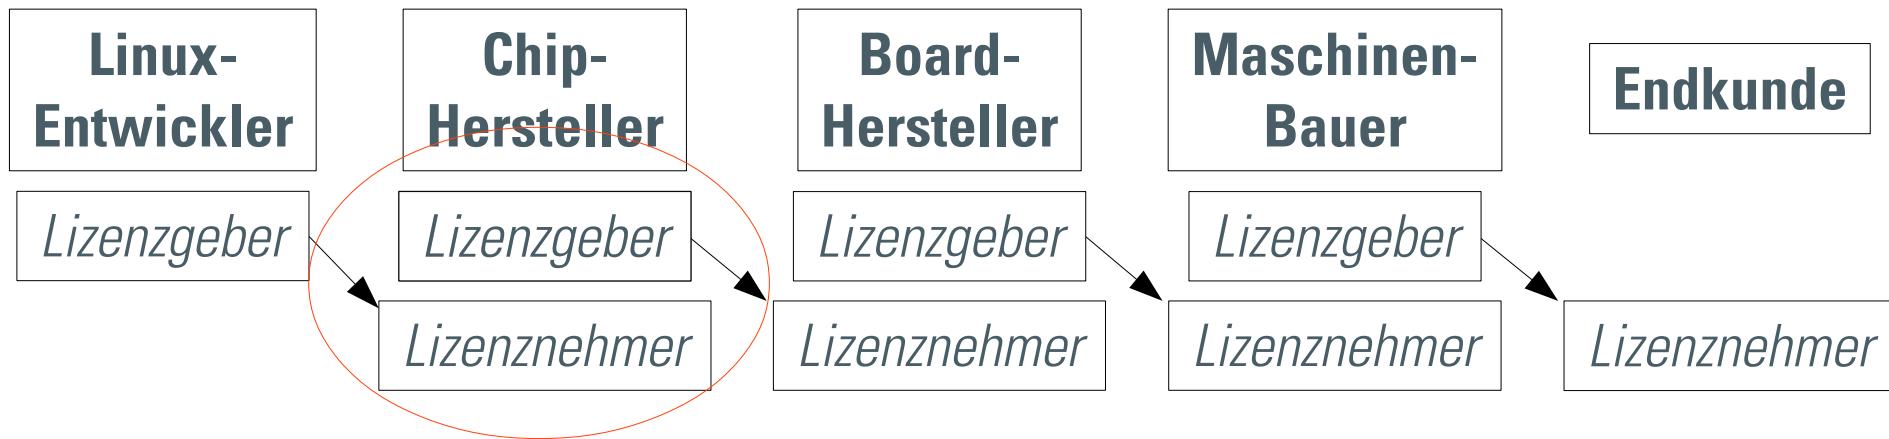 Linux-
Entwickler
Chip-
Hersteller
Board-
Hersteller
Maschinen-
Bauer
Endkunde
Lizenzgeber
Lizenzgeber
Lizenzgeber
Lizenzgeber
Lizenznehmer
Lizenznehmer
Lizenznehmer
Lizenznehmer